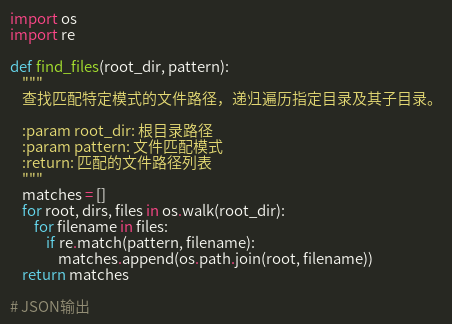 import os
import re

def find_files(root_dir, pattern):
    """
    查找匹配特定模式的文件路径，递归遍历指定目录及其子目录。

    :param root_dir: 根目录路径
    :param pattern: 文件匹配模式
    :return: 匹配的文件路径列表
    """
    matches = []
    for root, dirs, files in os.walk(root_dir):
        for filename in files:
            if re.match(pattern, filename):
                matches.append(os.path.join(root, filename))
    return matches

# JSON输出